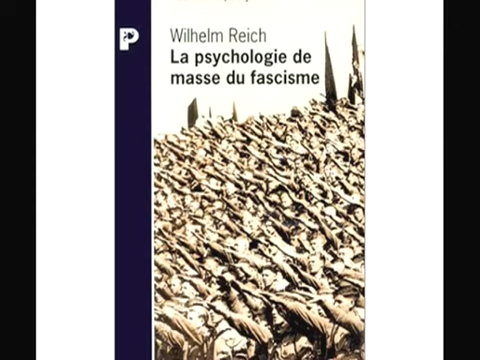 P
Wilhelm Reich
La psychologie de
masse du fascisme